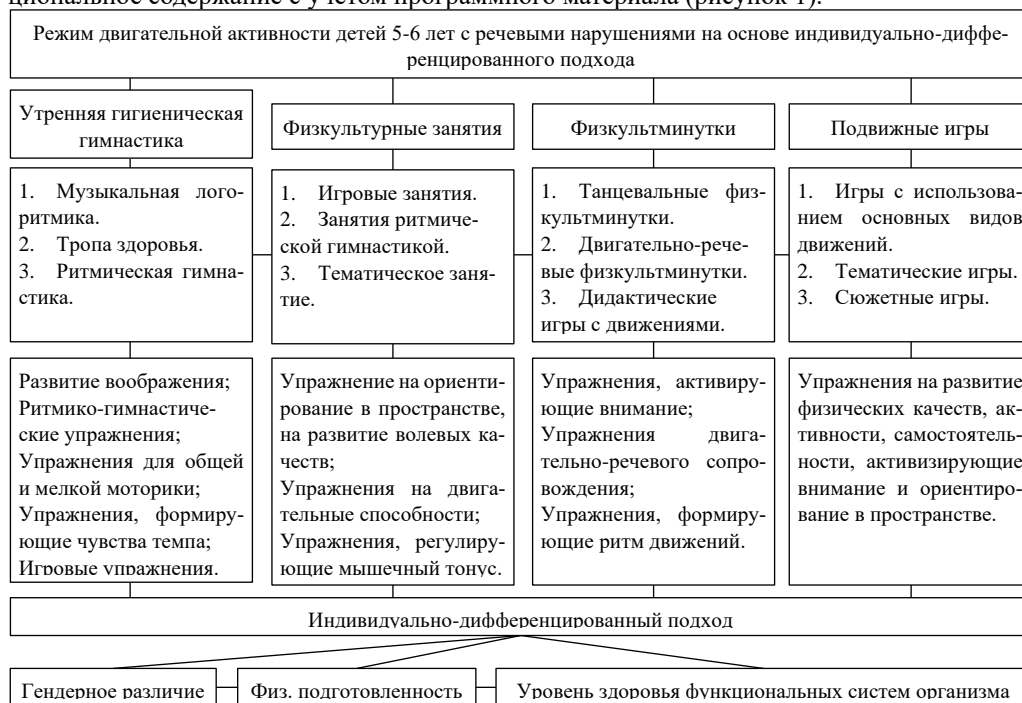 циональное содержание с учетом программного материала (рисунок 1).
Режим двигательной активности детей 5-6 лет с речевыми нарушениями на основе индивидуально-диффе-
ренцированного подхода
Утренняя гигиеническая
гимнастика
Физкультурные занятия
Физкультминутки
Подвижные игры
1. Музыкальная лого-
ритмика.
2. Тропа здоровья.
3. Ритмическая гимна-
стика.
1. Игровые занятия.
2. Занятия ритмиче-
ской гимнастикой.
3. Тематическое заня-
тие.
1. Танцевальные физ-
культминутки.
2. Двигательно-рече-
вые физкультминутки.
3. Дидактические
игры с движениями.
1. Игры с использова-
нием основных видов
движений.
2. Тематические игры.
3. Сюжетные игры.
Развитие воображения;
Ритмико-гимнастиче-
ские упражнения;
Упражнения для общей
и мелкой моторики;
Упражнения, формиру-
ющие чувства темпа;
Игровые упражнения.
Упражнение на ориенти-
рование в пространстве,
на развитие волевых ка-
честв;
Упражнения на двига-
тельные способности;
Упражнения, регулиру-
ющие мышечный тонус.
Упражнения, активиру-
ющие внимание;
Упражнения двига-
тельно-речевого сопро-
вождения;
Упражнения, формиру-
ющие ритм движений.
Упражнения на развитие
физических качеств, ак-
тивности, самостоятель-
ности, активизирующие
внимание и ориентиро-
вание в пространстве.
Индивидуально-дифференцированный подход
Гендерное различие
Физ. подготовленность
Уровень здоровья функциональных систем организма